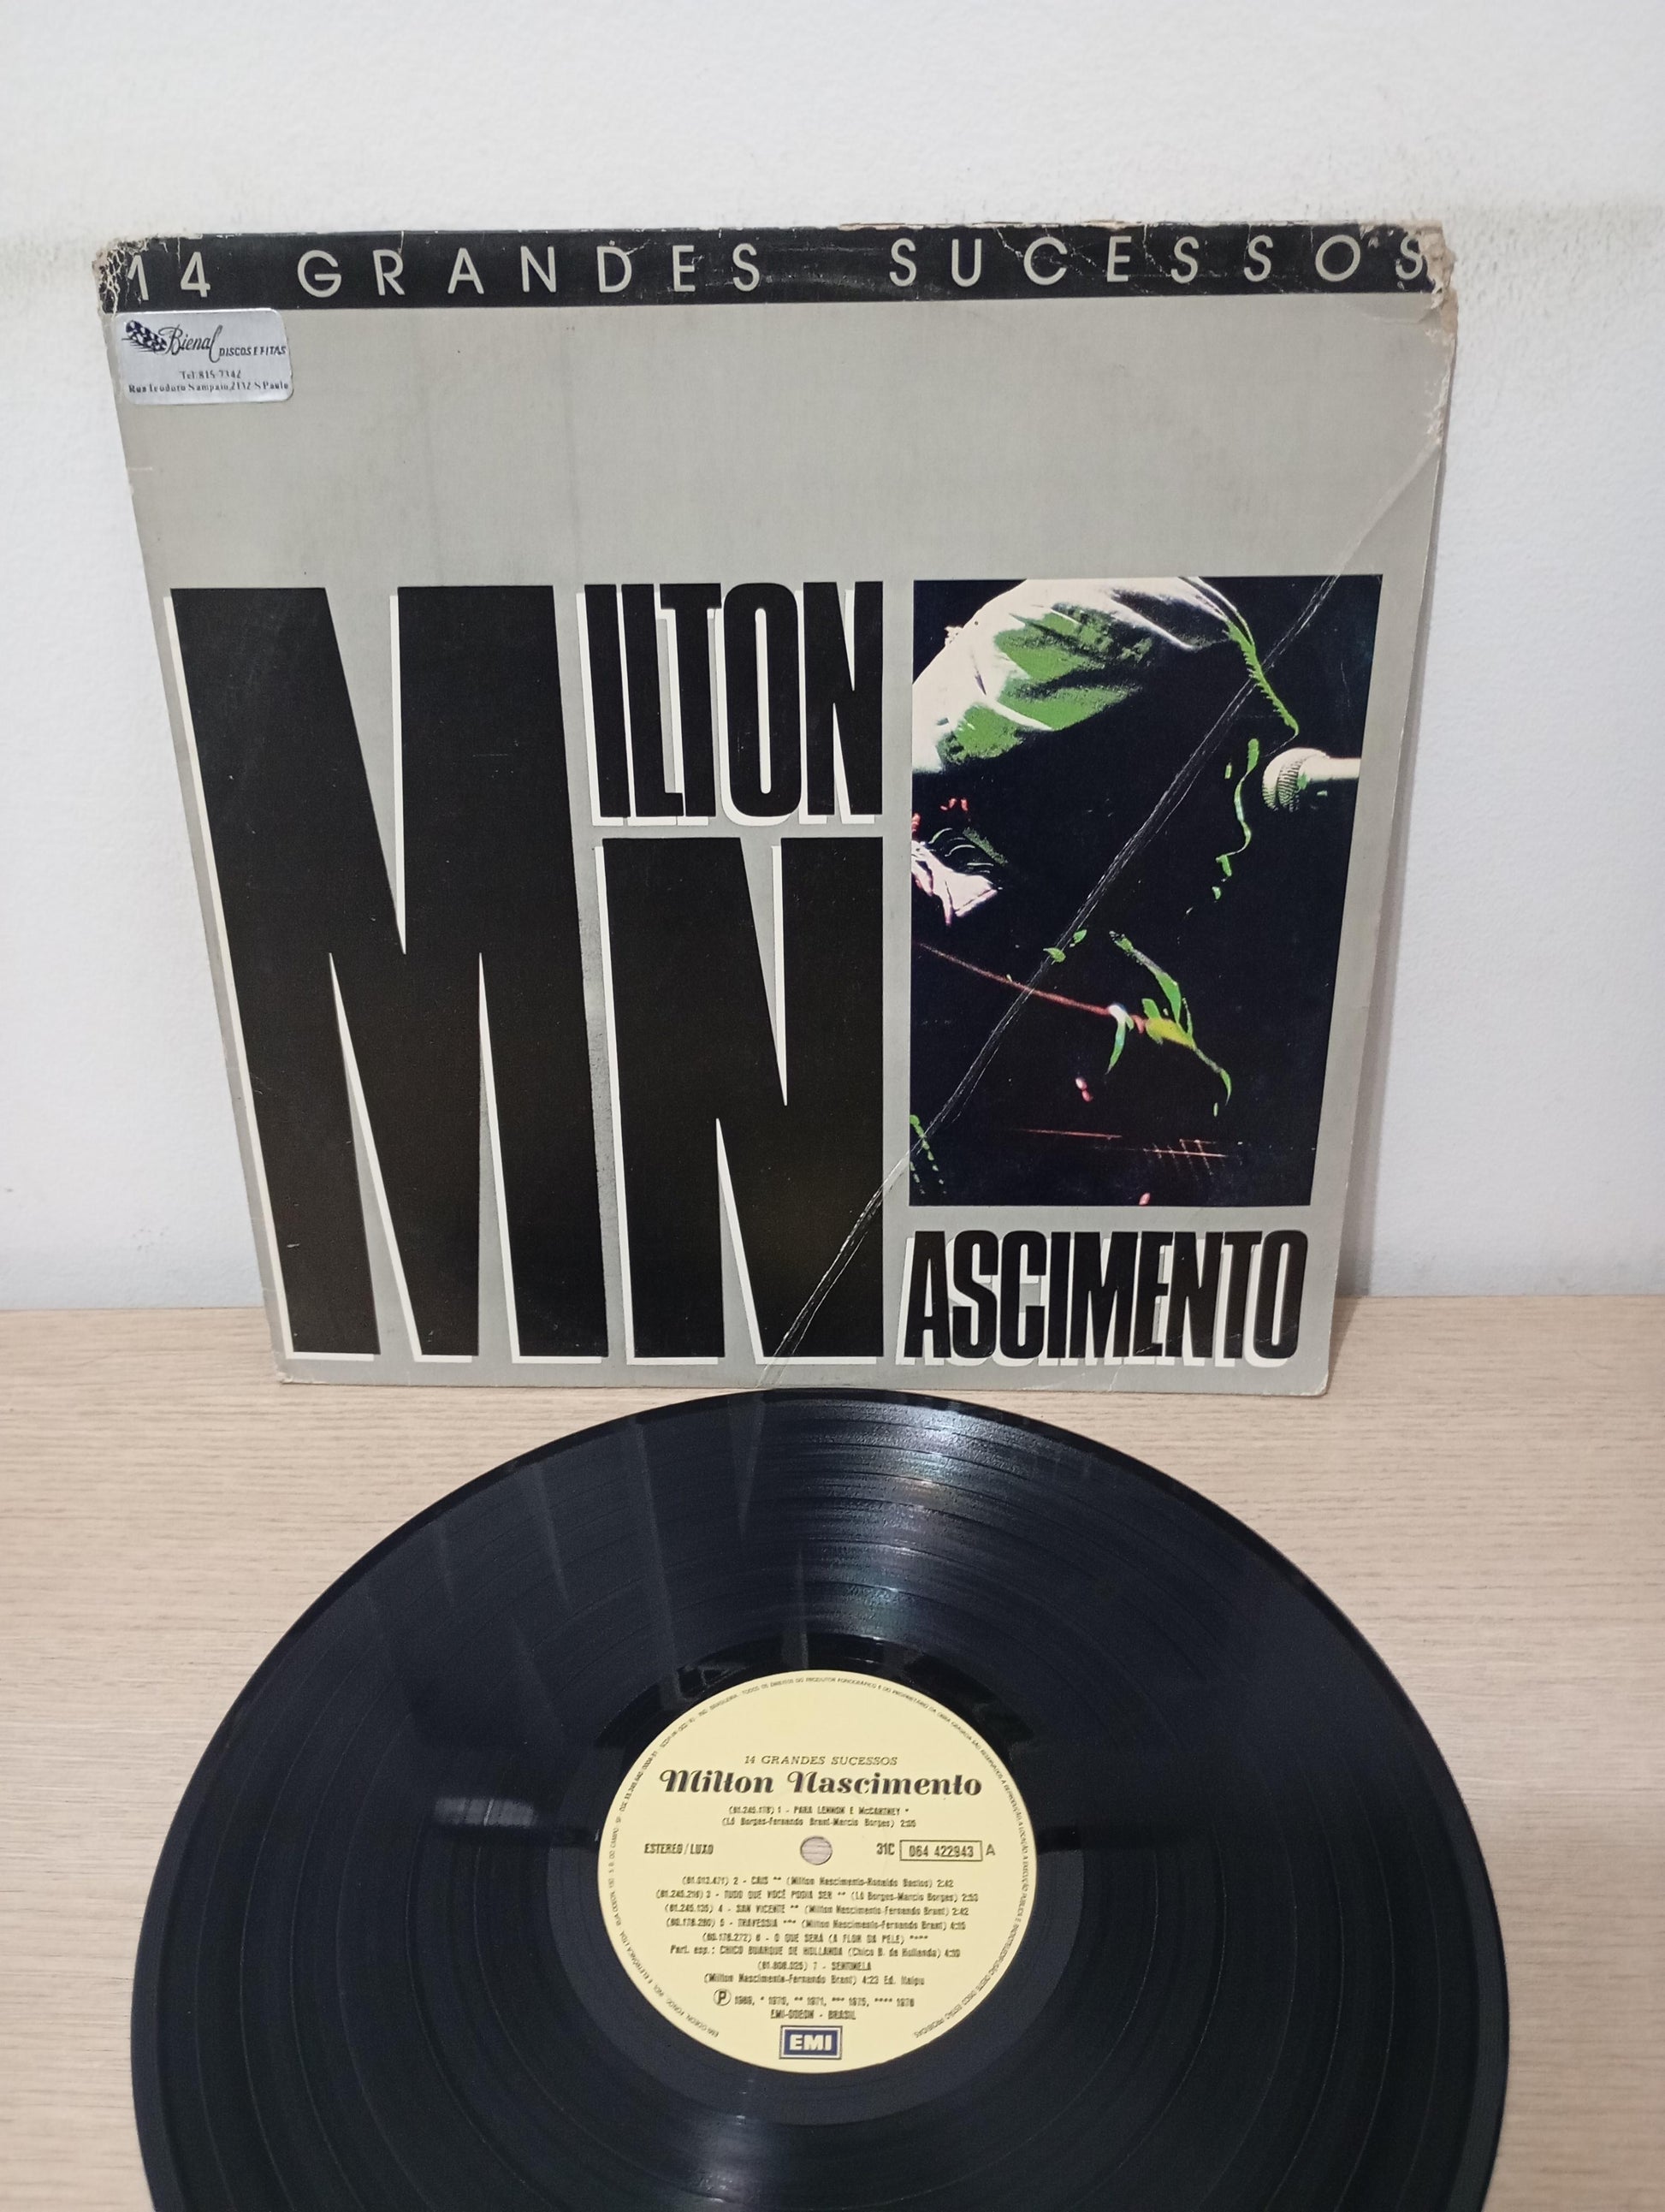 14 GRANDES SUCESSOS
Bienal DISCOS E FITAS
Tel: 815-7342
Rua Teodoro Sampaio, 2132 S Paulo
MILTON
NASCIMENTO
14 GRANDES SUCESSOS
Milton Nascimento
(61.245.178) 1 - PARA LENNON E McCARTNEY *
(Lô Borges-Fernando Brant-Marcio Borges) 2:05
ESTEREO/LUXO
31C 064 422943 A
2 - CAIS ** (Milton Nascimento-Ronaldo Bastos) 2:42
3 - TUDO QUE VOCÊ PODIA SER ** (Lô Borges-Marcio Borges) 2:53
4 - SAN VICENTE ** (Milton Nascimento-Fernando Brant) 2:42
5 - TRAVESSIA *** (Milton Nascimento-Fernando Brant)
6 - O QUE SERÁ (A FLOR DA PELE) ****
Part. esp.: CHICO BUARQUE DE HOLLANDA (Chico B. de Hollanda)
7 - SENTINELA
(Milton Nascimento-Fernando Brant) 4:23 Ed. Itaipu
Ⓟ 1969, * 1970, ** 1971, *** 1975, **** 1976
EMI-ODEON - BRASIL
EMI